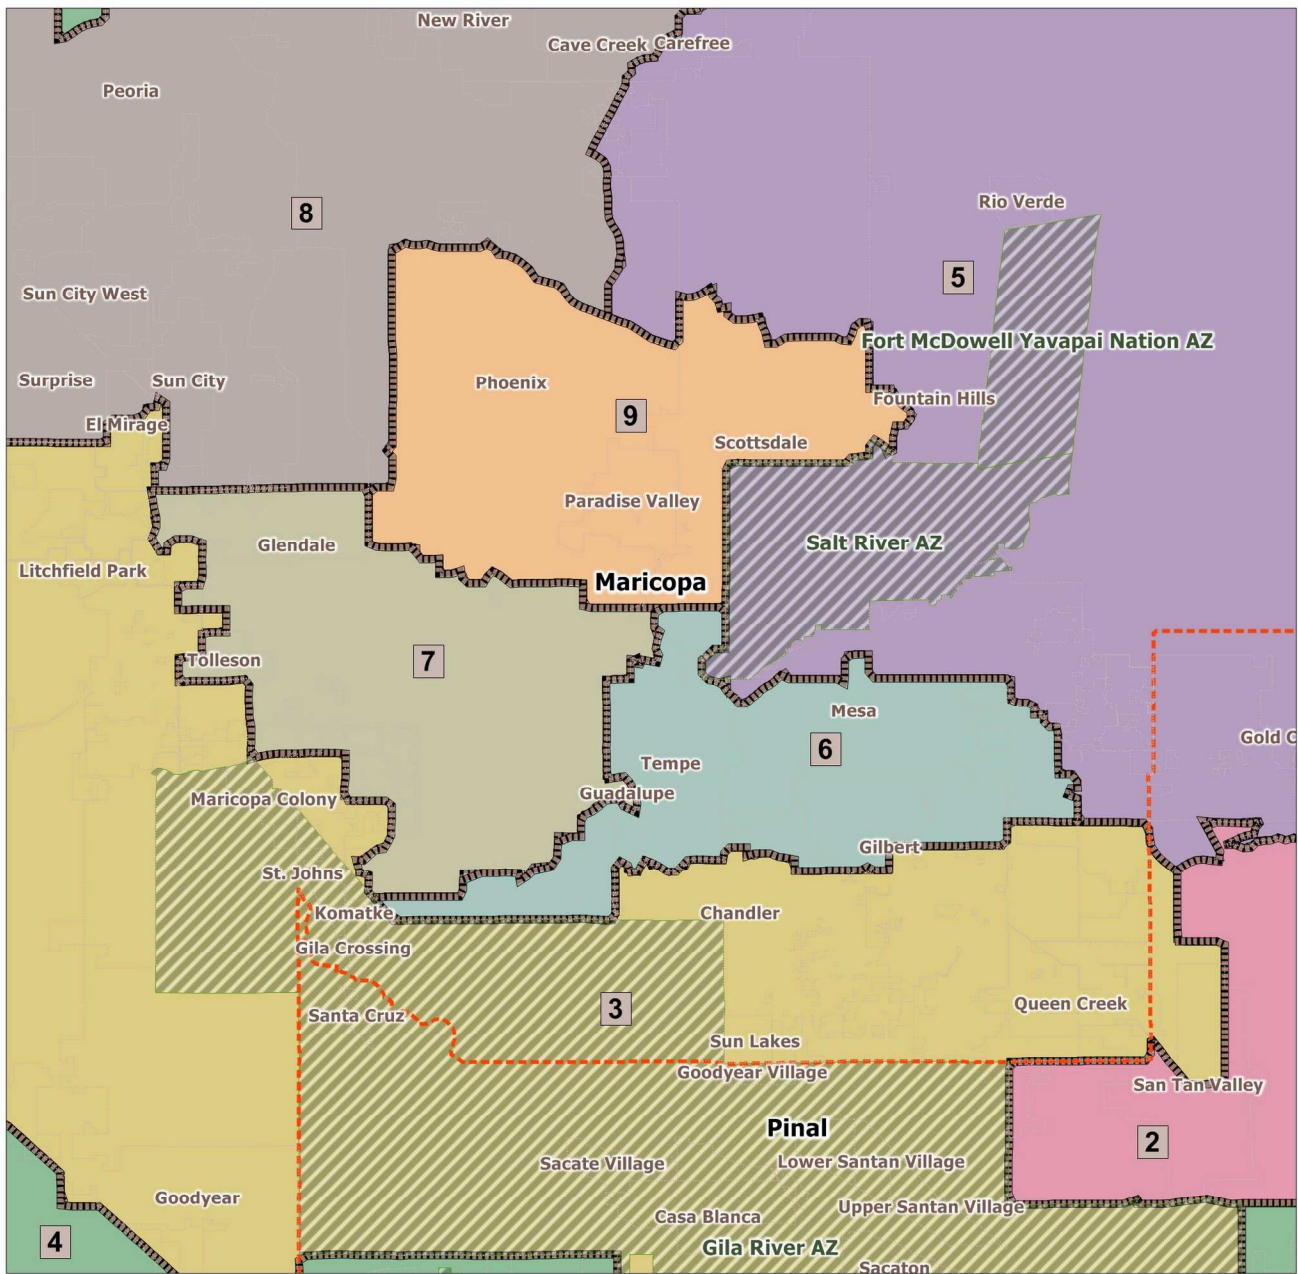 New River
Cave Creek
Carefree
Peoria
Rio Verde
8
5
Sun City West
Fort McDowell Yavapai Nation AZ
Surprise
Sun City
Phoenix
Fountain Hills
9
El Mirage
Scottsdale
Paradise Valley
Glendale
Salt River AZ
Litchfield Park
Maricopa
Tolleson
7
Mesa
Gold C
6
Tempe
Guadalupe
Maricopa Colony
Gilbert
St. Johns
Komatke
Chandler
Gila Crossing
Queen Creek
3
Santa Cruz
Sun Lakes
Goodyear Village
San Tan Valley
Pinal
2
Sacate Village
Lower Santan Village
Goodyear
Upper Santan Village
Casa Blanca
4
Gila River AZ
Sacaton